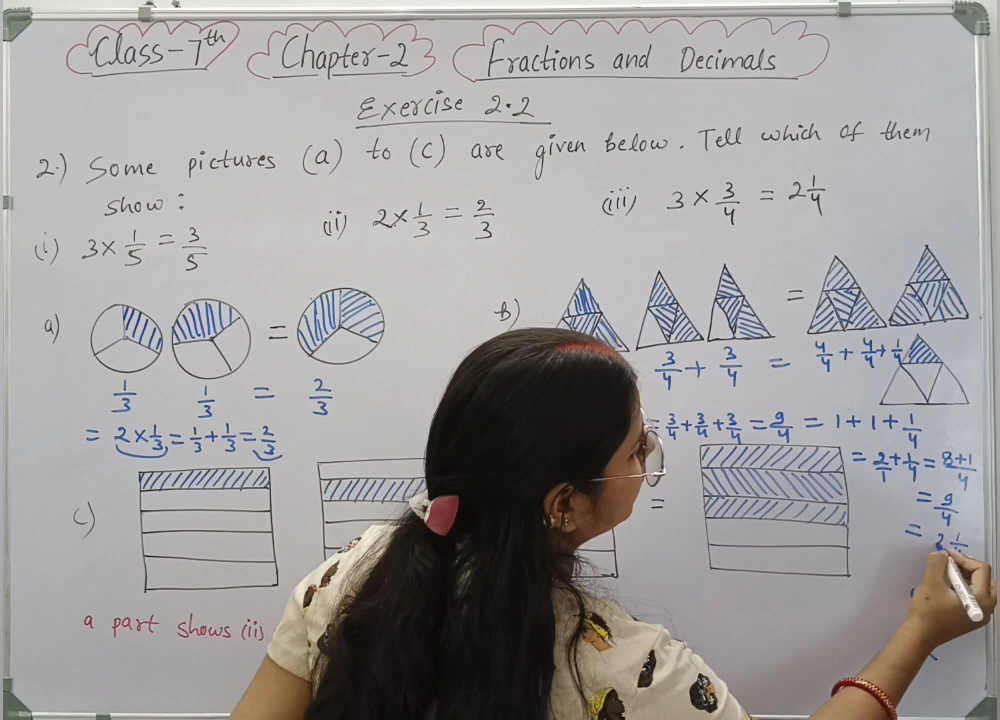 Class-7th Chapter-2 Fractions and Decimals
Exercise 2.2
2.) Some pictures (a) to (c) are given below. Tell which of them
show :
(i) 3 × 1/5 = 3/5 (ii) 2 × 1/3 = 2/3 (iii) 3 × 3/4 = 2 1/4
a) = b) =
1/3 1/3 = 2/3
3/4 + 3/4 = 4/4 + 4/4 + 1/4
= 2 × 1/3 = 1/3 + 1/3 = 2/3
= 3/4 + 3/4 + 3/4 = 9/4 = 1 + 1 + 1/4
= 2/1 + 1/4 = 8+1/4
= 9/4
= 2
c) =
a part shows (ii)